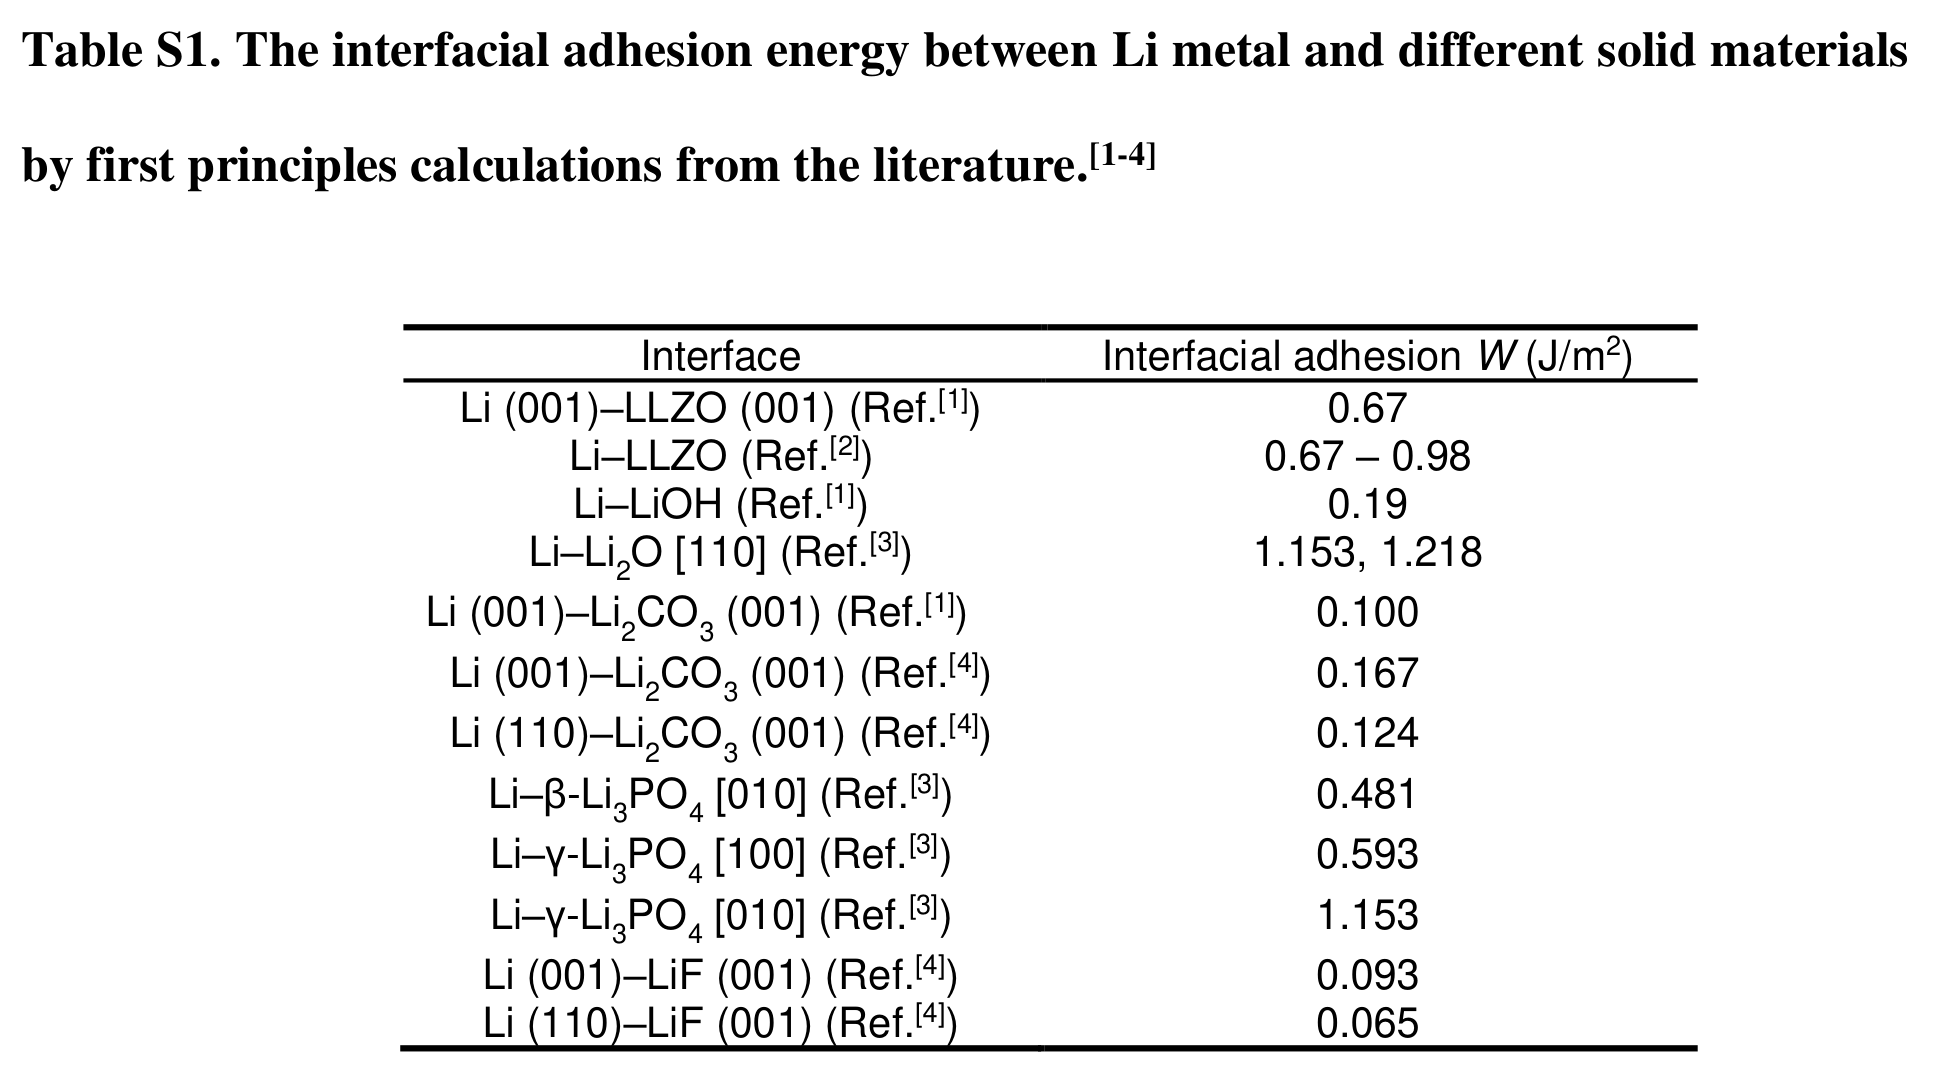 Table S1. The interfacial adhesion energy between Li metal and different solid materials
by first principles calculations from the literature.[1-4]
Interface Interfacial adhesion W (J/m²)
Li (001)–LLZO (001) (Ref.[1]) 0.67
Li–LLZO (Ref.[2]) 0.67 – 0.98
Li–LiOH (Ref.[1]) 0.19
Li–Li₂O [110] (Ref.[3]) 1.153, 1.218
Li (001)–Li₂CO₃ (001) (Ref.[1]) 0.100
Li (001)–Li₂CO₃ (001) (Ref.[4]) 0.167
Li (110)–Li₂CO₃ (001) (Ref.[4]) 0.124
Li–β-Li₃PO₄ [010] (Ref.[3]) 0.481
Li–γ-Li₃PO₄ [100] (Ref.[3]) 0.593
Li–γ-Li₃PO₄ [010] (Ref.[3]) 1.153
Li (001)–LiF (001) (Ref.[4]) 0.093
Li (110)–LiF (001) (Ref.[4]) 0.065